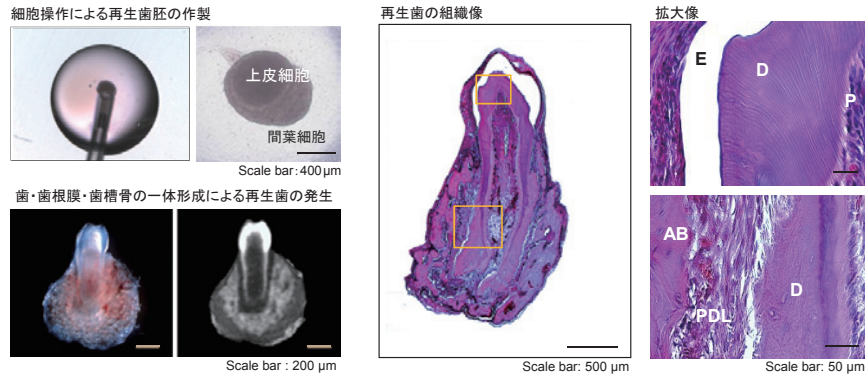 細胞操作による再生歯胚の作製
上皮細胞
間葉細胞
Scale bar: 400 μm
歯・歯根膜・歯槽骨の一体形成による再生歯の発生
Scale bar : 200 μm
再生歯の組織像
Scale bar: 500 μm
拡大像
E
D
P
AB
D
PDL
Scale bar: 50 μm